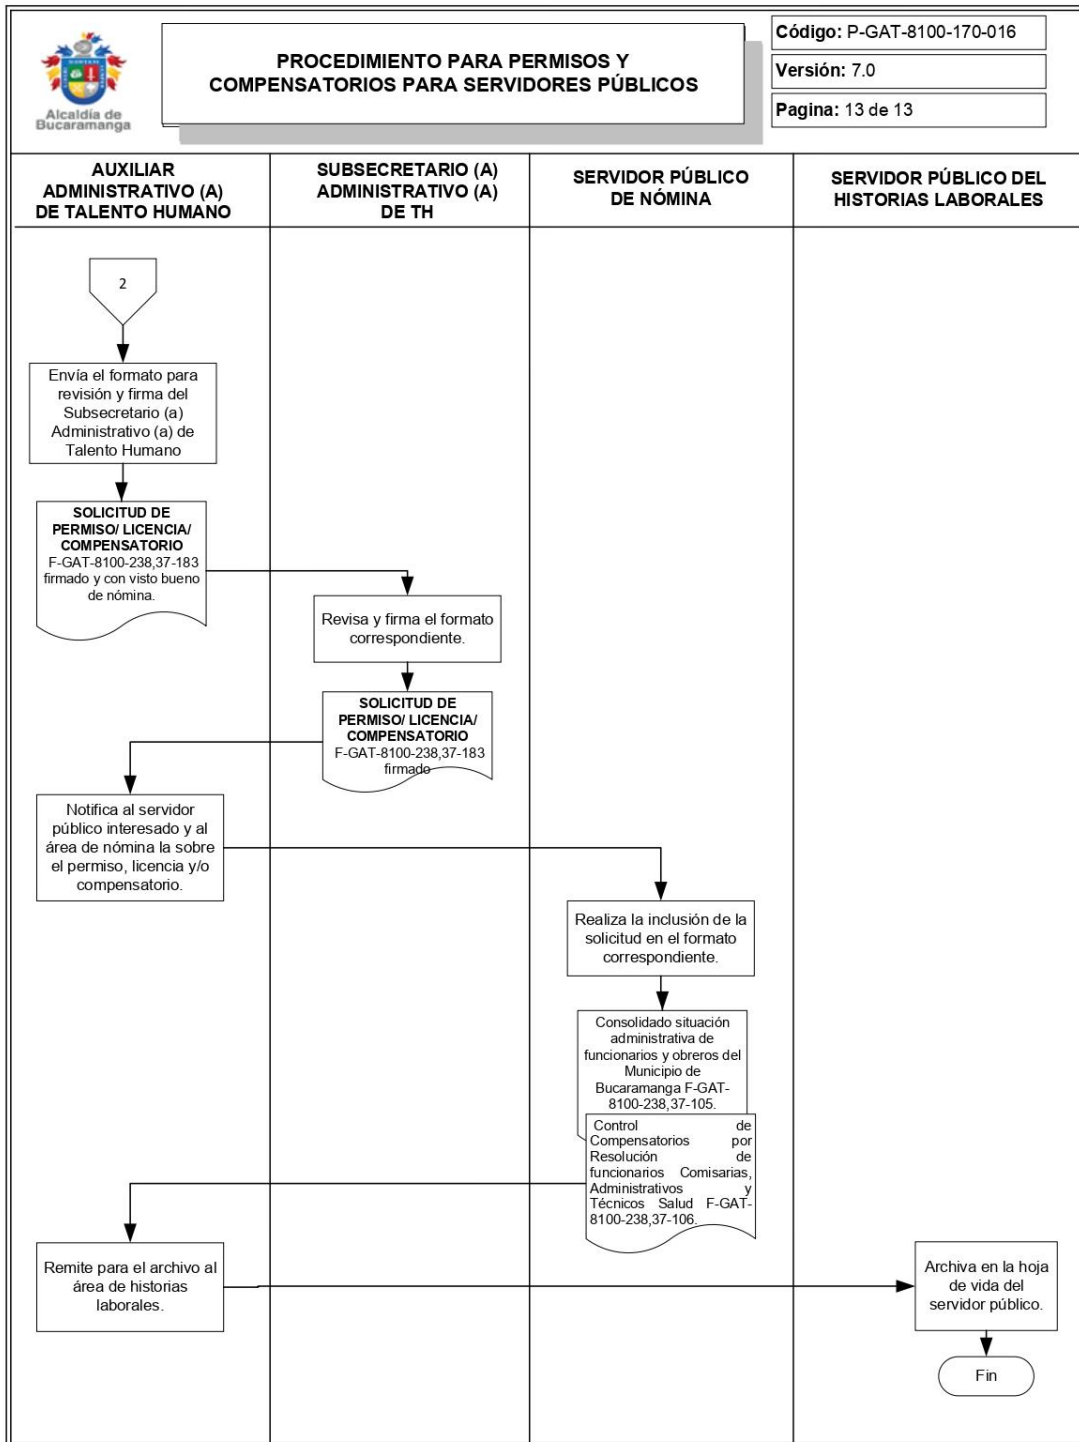 Alcaldía de
Bucaramanga
PROCEDIMIENTO PARA PERMISOS Y
COMPENSATORIOS PARA SERVIDORES PÚBLICOS
Código: P-GAT-8100-170-016
Versión: 7.0
Pagina: 13 de 13
AUXILIAR
ADMINISTRATIVO (A)
DE TALENTO HUMANO
SUBSECRETARIO (A)
ADMINISTRATIVO (A)
DE TH
SERVIDOR PÚBLICO
DE NÓMINA
SERVIDOR PÚBLICO DEL
HISTORIAS LABORALES
2
Envía el formato para
revisión y firma del
Subsecretario (a)
Administrativo (a) de
Talento Humano
SOLICITUD DE
PERMISO/ LICENCIA/
COMPENSATORIO
F-GAT-8100-238,37-183
firmado y con visto bueno
de nómina.
Revisa y firma el formato
correspondiente.
SOLICITUD DE
PERMISO/ LICENCIA/
COMPENSATORIO
F-GAT-8100-238,37-183
firmado
Notifica al servidor
público interesado y al
área de nómina la sobre
el permiso, licencia y/o
compensatorio.
Realiza la inclusión de la
solicitud en el formato
correspondiente.
Consolidado situación
administrativa de
funcionarios y obreros del
Municipio de
Bucaramanga F-GAT-
8100-238,37-105.
Control de
Compensatorios por
Resolución de
funcionarios Comisarias,
Administrativos y
Técnicos Salud F-GAT-
8100-238,37-106.
Remite para el archivo al
área de historias
laborales.
Archiva en la hoja
de vida del
servidor público.
Fin